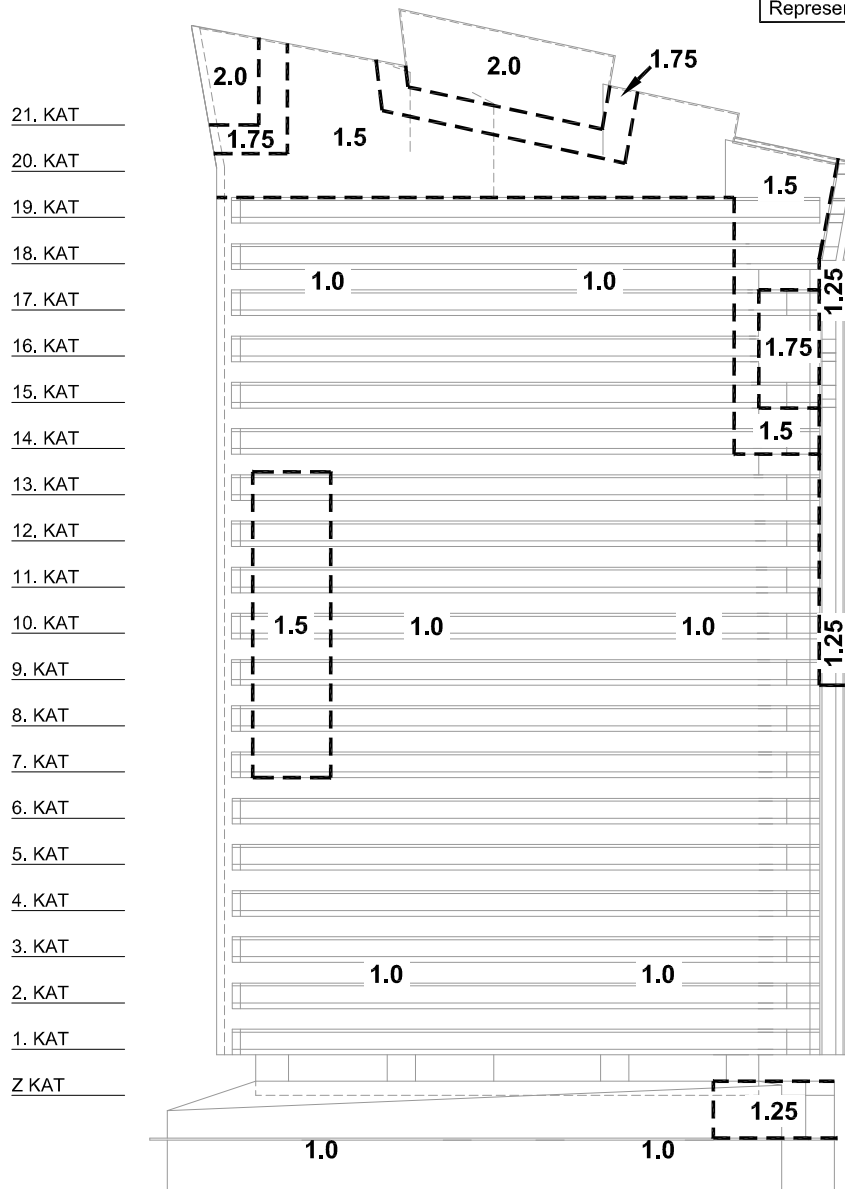 Represen
2.0
2.0
1.75
21. KAT
1.75
1.5
20. KAT
1.5
19. KAT
18. KAT
1.0
1.0
1.25
17. KAT
16. KAT
1.75
15. KAT
14. KAT
1.5
13. KAT
12. KAT
11. KAT
10. KAT
1.5
1.0
1.0
1.25
9. KAT
8. KAT
7. KAT
6. KAT
5. KAT
4. KAT
3. KAT
1.0
1.0
2. KAT
1. KAT
Z KAT
1.25
1.0
1.0